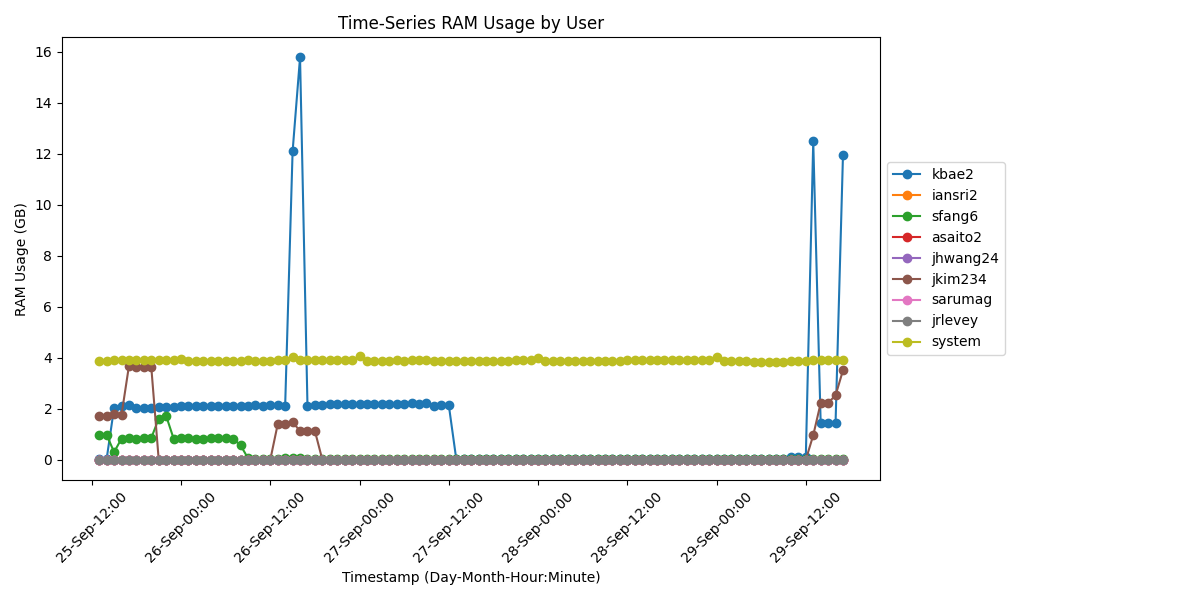 Time-Series RAM Usage by User
RAM Usage (GB)
16
14
12
10
8
6
4
2
0
25-Sep-12:00
26-Sep-00:00
26-Sep-12:00
27-Sep-00:00
27-Sep-12:00
28-Sep-00:00
28-Sep-12:00
29-Sep-00:00
29-Sep-12:00
Timestamp (Day-Month-Hour:Minute)
kbae2
iansri2
sfang6
asaito2
jhwang24
jkim234
sarumag
jrlevey
system